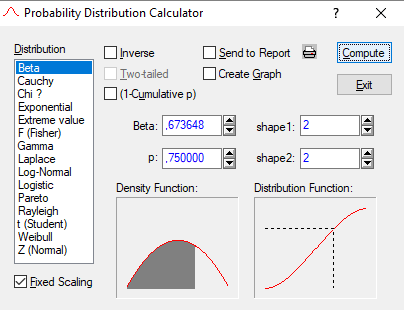 Probability Distribution Calculator
?
Distribution
Beta
Cauchy
Chi ?
Exponential
Extreme value
F (Fisher)
Gamma
Laplace
Log-Normal
Logistic
Pareto
Rayleigh
t (Student)
Weibull
Z (Normal)
Fixed Scaling
Inverse
Two-tailed
(1-Cumulative p)
Send to Report
Create Graph
Compute
Exit
Beta: .673648 shape1: 2
p: .750000 shape2: 2
Density Function: Distribution Function: